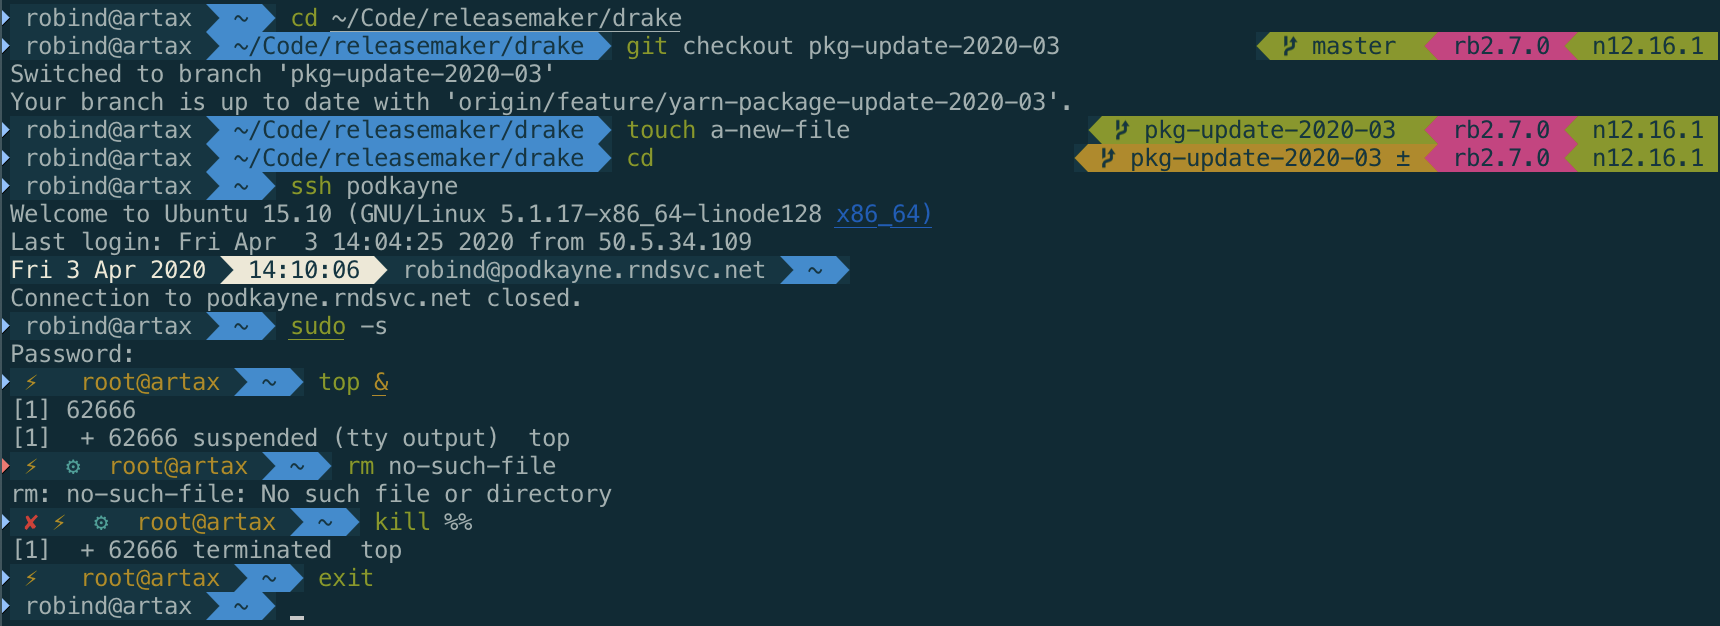 robind@artax ~ cd ~/Code/releasemaker/drake
robind@artax ~/Code/releasemaker/drake git checkout pkg-update-2020-03 master rb2.7.0 n12.16.1
Switched to branch 'pkg-update-2020-03'
Your branch is up to date with 'origin/feature/yarn-package-update-2020-03'.
robind@artax ~/Code/releasemaker/drake touch a-new-file pkg-update-2020-03 rb2.7.0 n12.16.1
robind@artax ~/Code/releasemaker/drake cd pkg-update-2020-03 ± rb2.7.0 n12.16.1
robind@artax ~ ssh podkayne
Welcome to Ubuntu 15.10 (GNU/Linux 5.1.17-x86_64-linode128 x86_64)
Last login: Fri Apr  3 14:04:25 2020 from 50.5.34.109
Fri 3 Apr 2020 14:10:06 robind@podkayne.rndsvc.net ~
Connection to podkayne.rndsvc.net closed.
robind@artax ~ sudo -s
Password:
⚡ root@artax ~ top &
[1] 62666
[1]  + 62666 suspended (tty output)  top
⚡ ⚙ root@artax ~ rm no-such-file
rm: no-such-file: No such file or directory
✘ ⚡ ⚙ root@artax ~ kill %%
[1]  + 62666 terminated  top
⚡ root@artax ~ exit
robind@artax ~